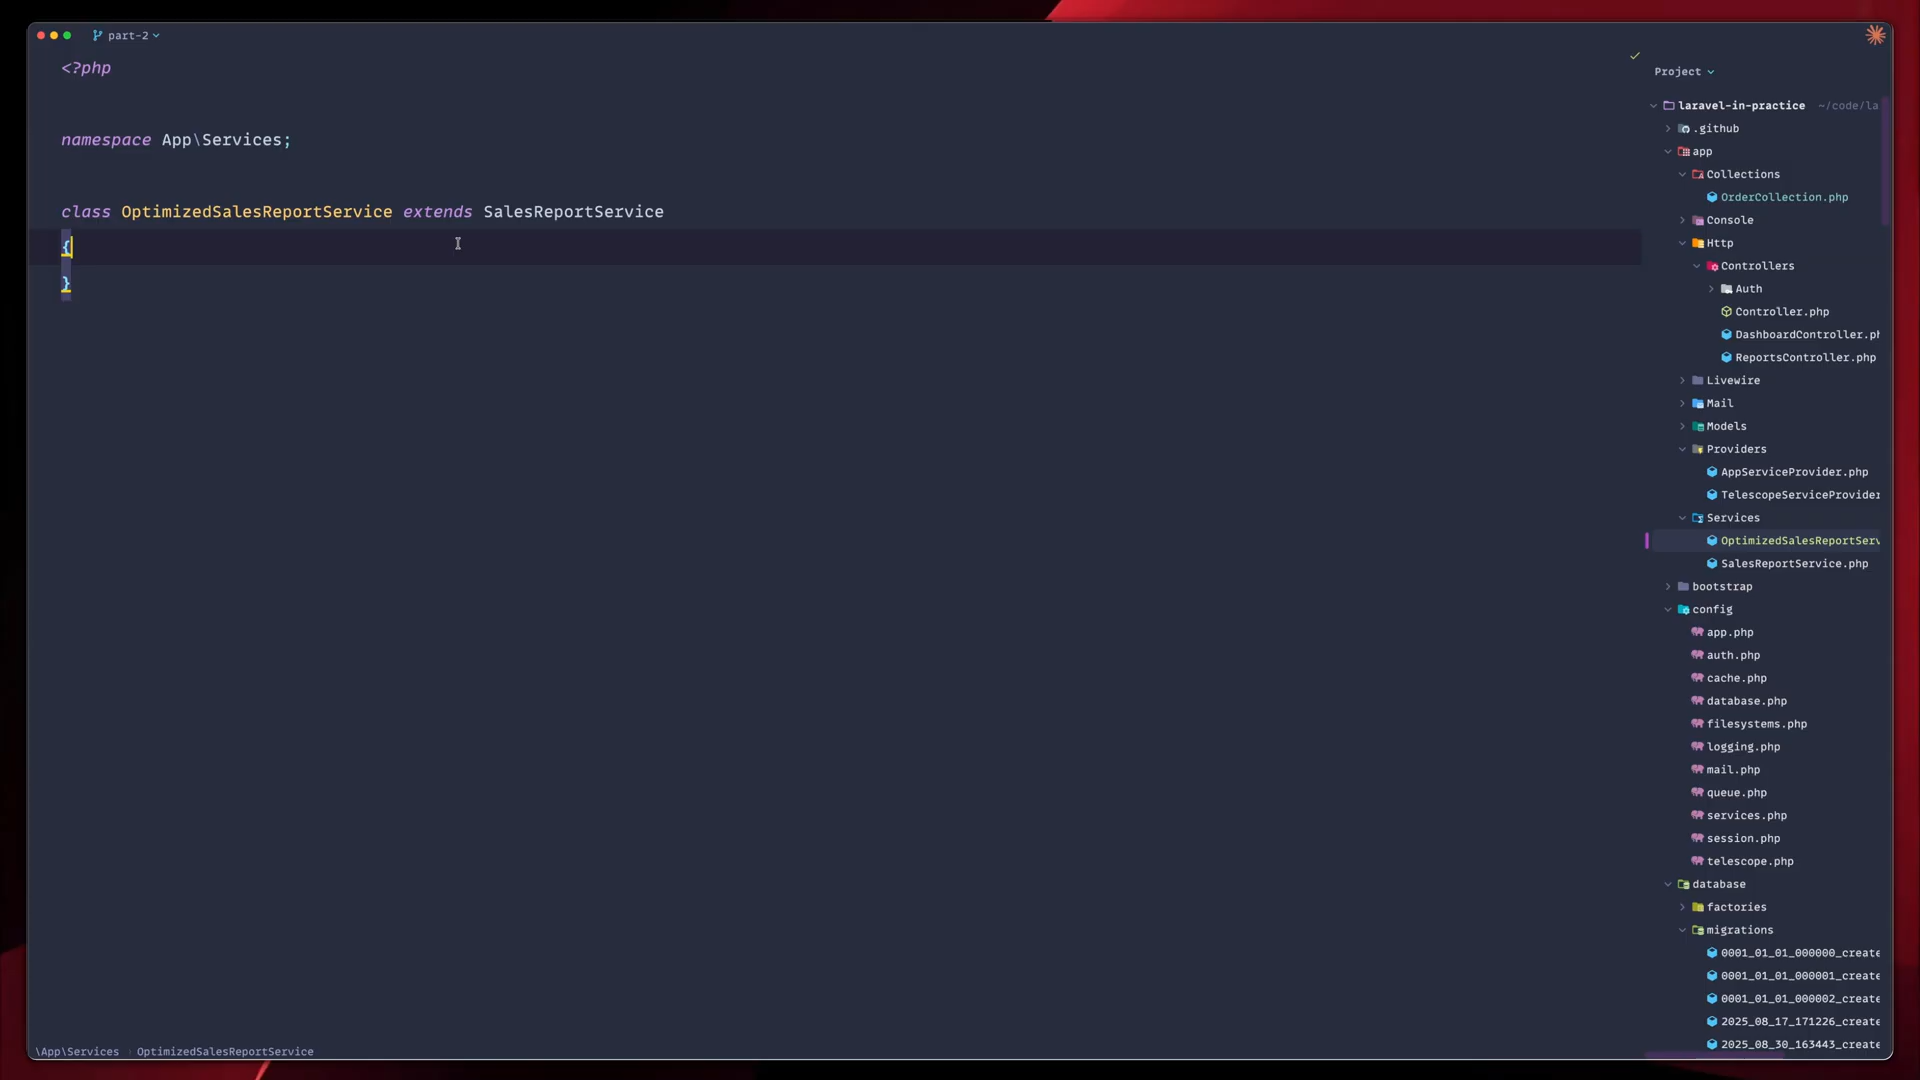 part-2
<?php
namespace App\Services;
class OptimizedSalesReportService extends SalesReportService
{
}
Project
laravel-in-practice ~/code/la
.github
app
Collections
OrderCollection.php
Console
Http
Controllers
Auth
Controller.php
DashboardController.ph
ReportsController.php
Livewire
Mail
Models
Providers
AppServiceProvider.php
TelescopeServiceProvider
Services
OptimizedSalesReportServ
SalesReportService.php
bootstrap
config
app.php
auth.php
cache.php
database.php
filesystems.php
logging.php
mail.php
queue.php
services.php
session.php
telescope.php
database
factories
migrations
0001_01_01_000000_create
0001_01_01_000001_create
0001_01_01_000002_create
2025_08_17_171226_create
2025_08_30_163443_create
\App\Services › OptimizedSalesReportService